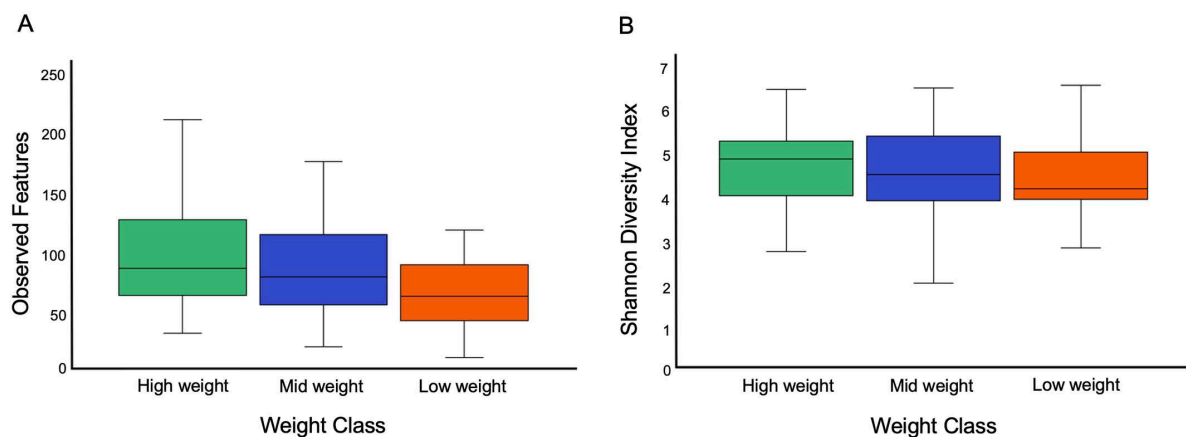 A
Observed Features
250
200
150
100
50
0
High weight
Mid weight
Low weight
Weight Class
B
Shannon Diversity Index
7
6
5
4
3
2
1
0
High weight
Mid weight
Low weight
Weight Class